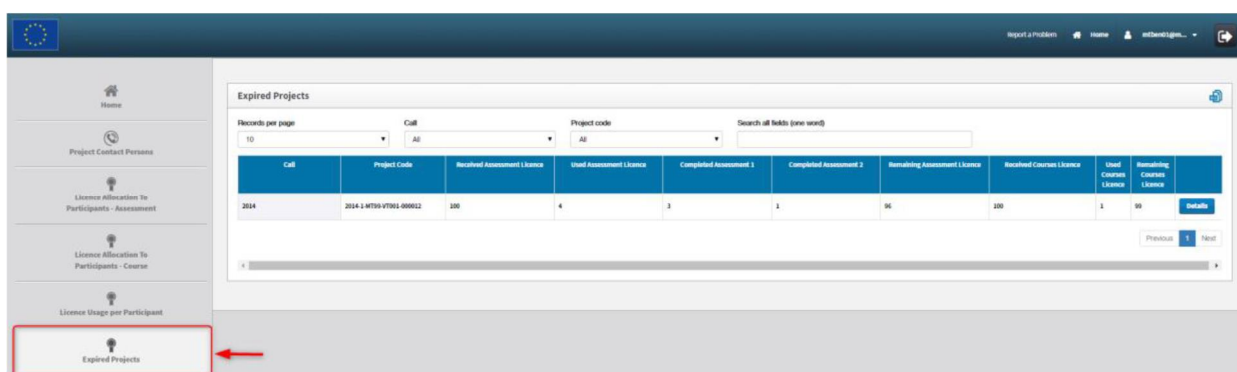 Report a Problem Home
Home
Project Contact Persons
Licence Allocation To
Participants - Assessment
Licence Allocation To
Participants - Course
Licence Usage per Participant
Expired Projects
Expired Projects
Records per page Call Project code Search all fields (one word)
10 All All
Call Project Code Received Assessment Licence Used Assessment Licence Completed Assessment 1 Completed Assessment 2 Remaining Assessment Licence Received Courses Licence Used Courses Licence Remaining Courses Licence
2014 2014-1-MT99-VT001-000012 100 4 3 1 96 100 1 99 Details
Previous 1 Next